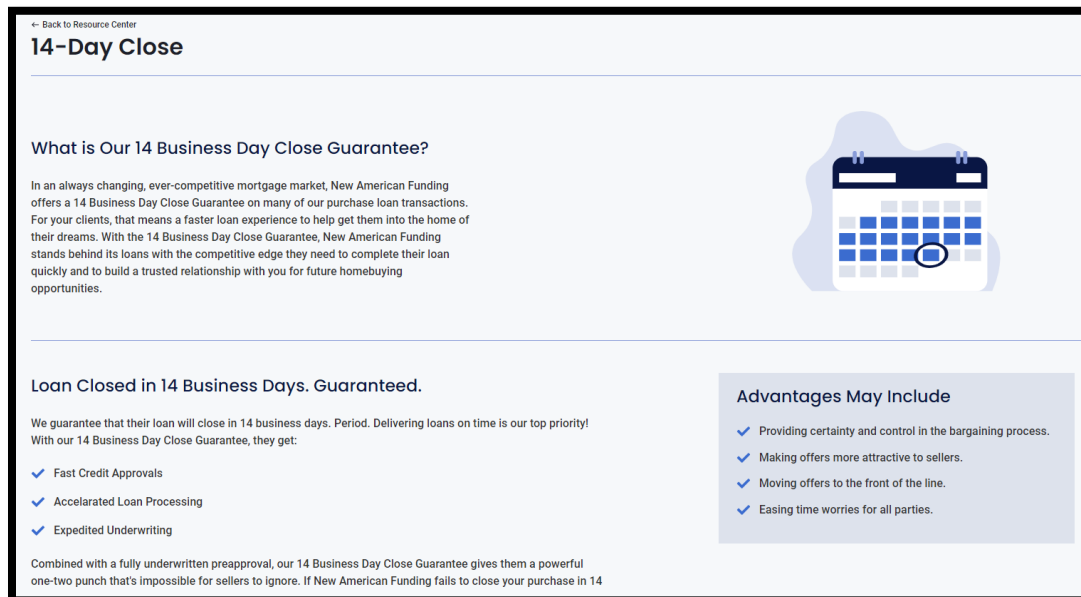 ← Back to Resource Center
14-Day Close
What is Our 14 Business Day Close Guarantee?
In an always changing, ever-competitive mortgage market, New American Funding
offers a 14 Business Day Close Guarantee on many of our purchase loan transactions.
For your clients, that means a faster loan experience to help get them into the home of
their dreams. With the 14 Business Day Close Guarantee, New American Funding
stands behind its loans with the competitive edge they need to complete their loan
quickly and to build a trusted relationship with you for future homebuying
opportunities.
Loan Closed in 14 Business Days. Guaranteed.
We guarantee that their loan will close in 14 business days. Period. Delivering loans on time is our top priority!
With our 14 Business Day Close Guarantee, they get:
Fast Credit Approvals
Accelarated Loan Processing
Expedited Underwriting
Combined with a fully underwritten preapproval, our 14 Business Day Close Guarantee gives them a powerful
one-two punch that's impossible for sellers to ignore. If New American Funding fails to close your purchase in 14
Advantages May Include
Providing certainty and control in the bargaining process.
Making offers more attractive to sellers.
Moving offers to the front of the line.
Easing time worries for all parties.